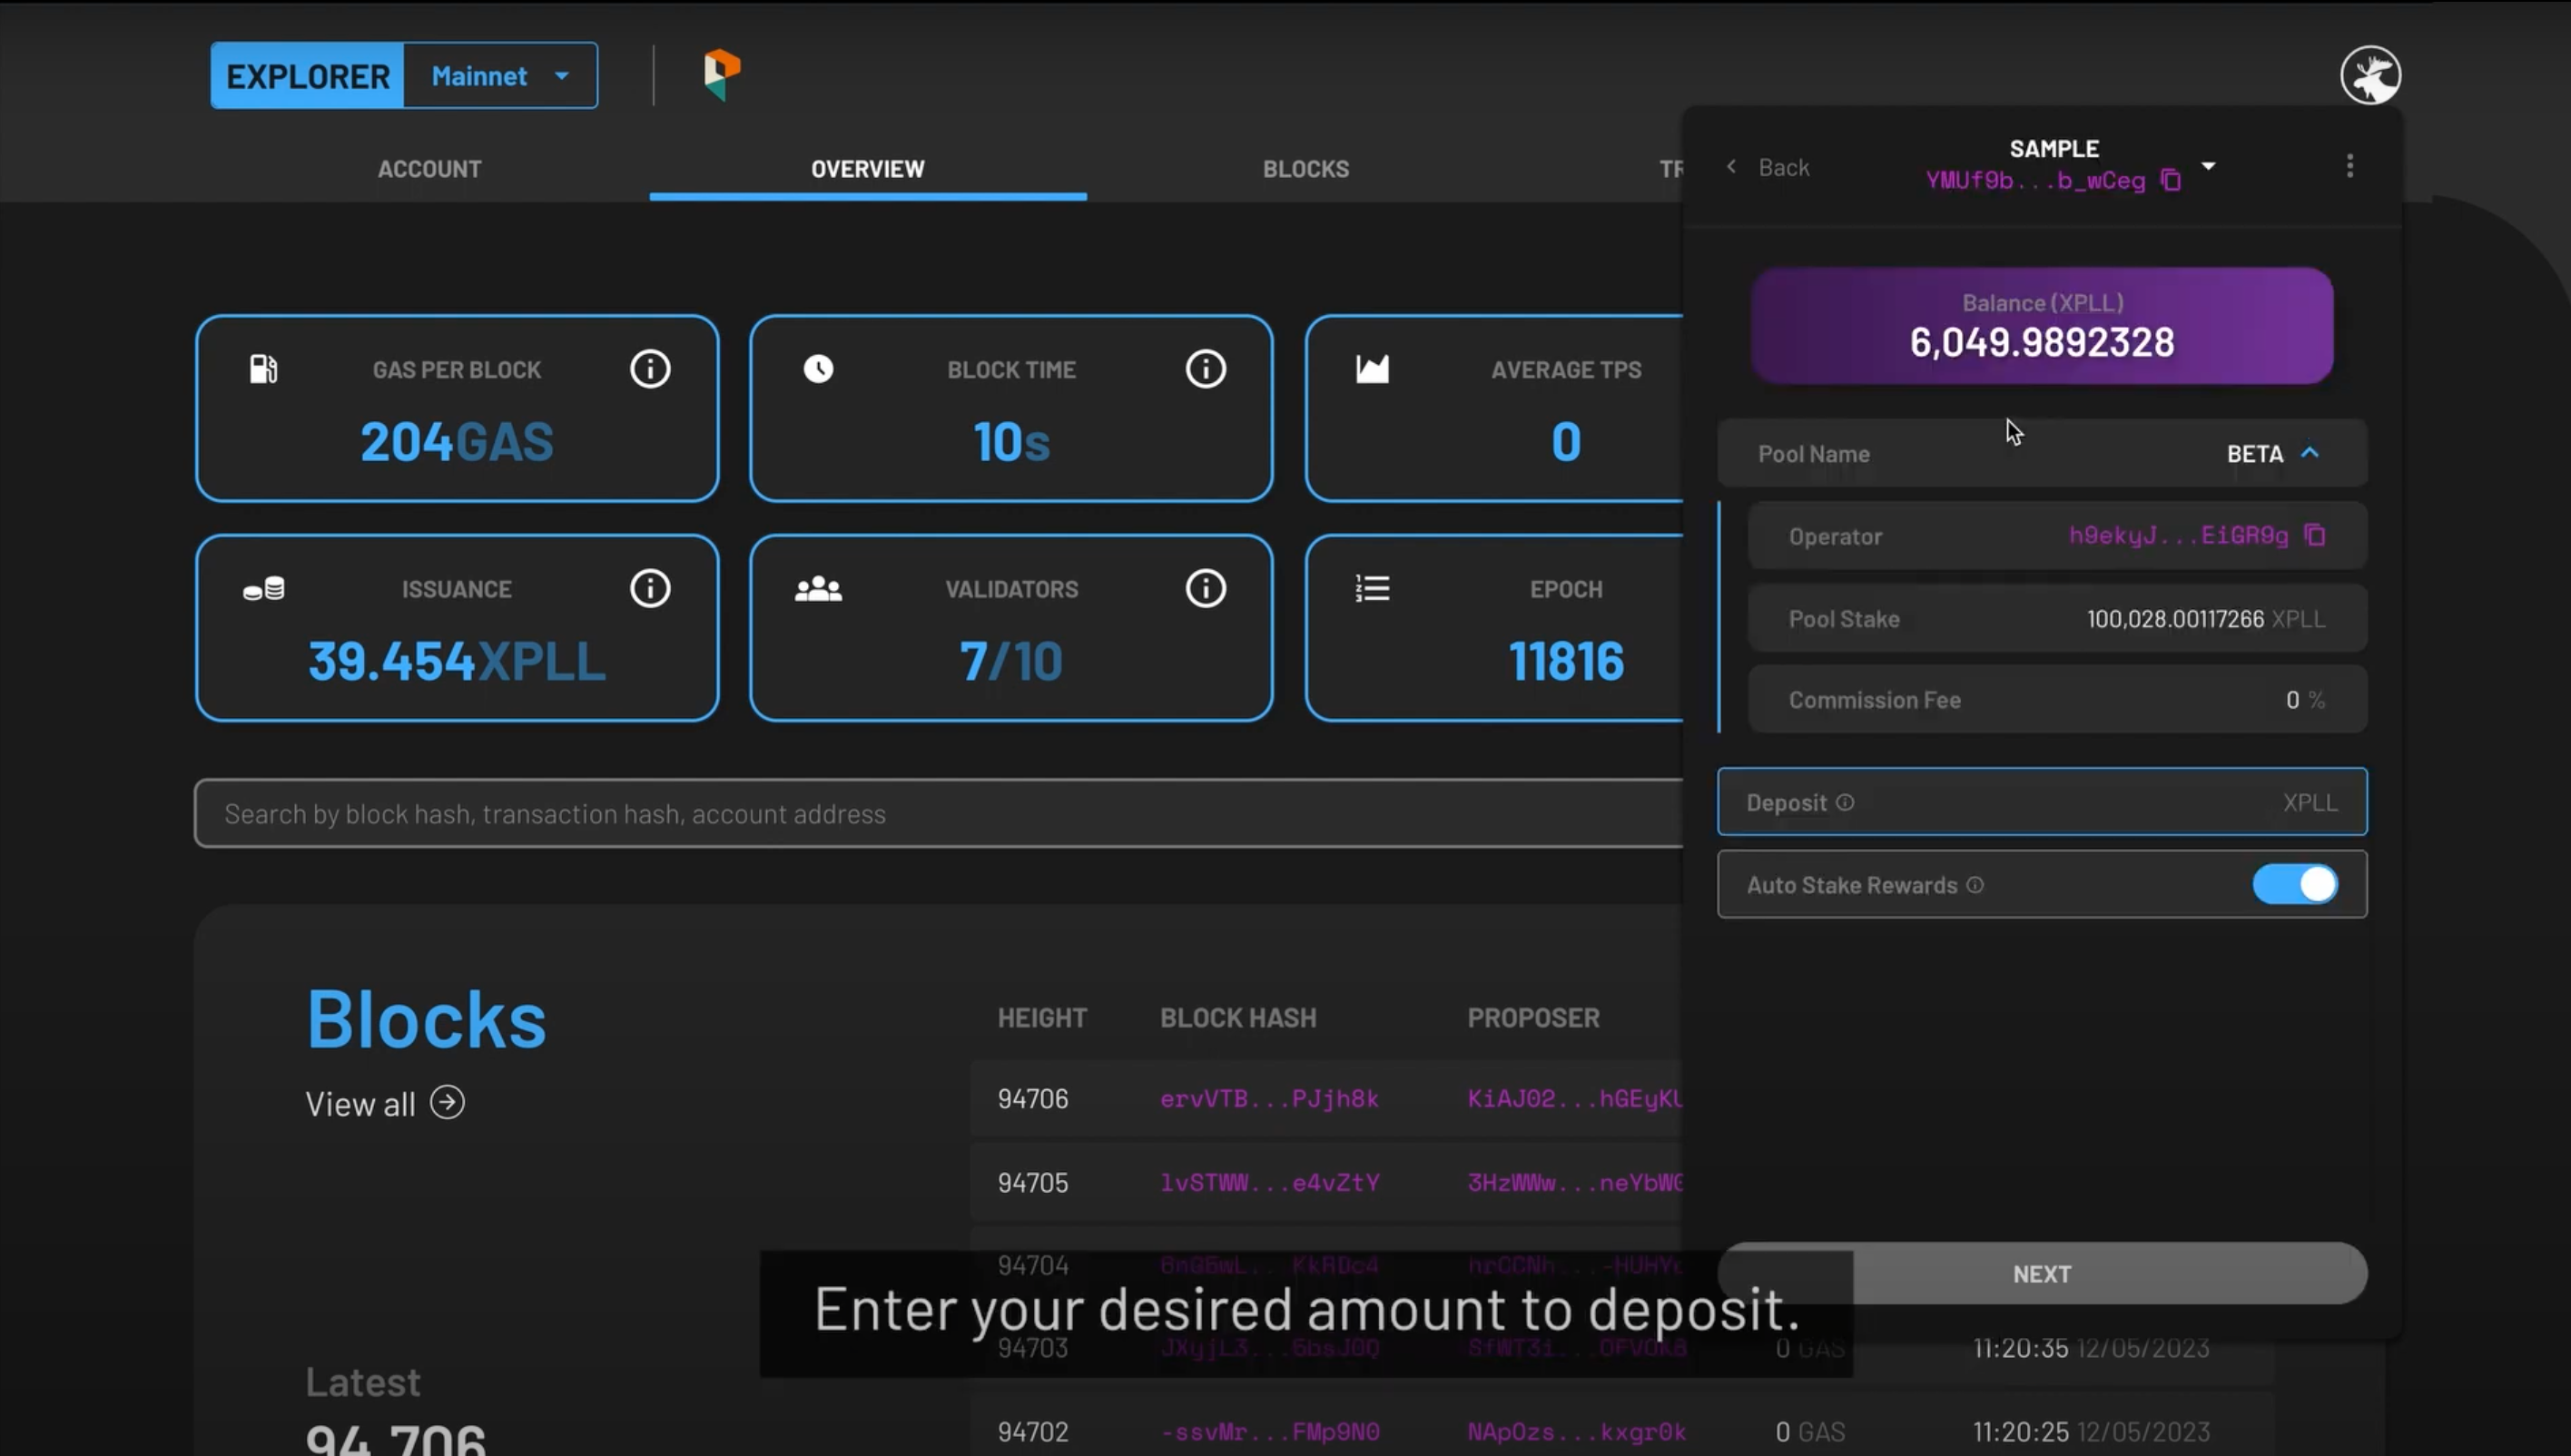 EXPLORER Mainnet
ACCOUNT OVERVIEW BLOCKS TR
GAS PER BLOCK
204GAS
BLOCK TIME
10s
AVERAGE TPS
0
ISSUANCE
39.454XPLL
VALIDATORS
7/10
EPOCH
11816
Search by block hash, transaction hash, account address
Blocks
View all
Latest
94,706
HEIGHT BLOCK HASH PROPOSER
94706 ervVTB...PJjh8k KiAJ02...hGEyKU
94705 lvSTWW...e4vZtY 3HzWWw...neYbWG
94704
94703 0 GAS 11:20:35 12/05/2023
94702 -ssvMr...FMp9N0 NApOzs...kxgr0k 0 GAS 11:20:25 12/05/2023
Back
SAMPLE
YMUf9b...b_wCeg
Balance (XPLL)
6,049.9892328
Pool Name BETA
Operator h9ekyJ...EiGR9g
Pool Stake 100,028.00117266 XPLL
Commission Fee 0 %
Deposit XPLL
Auto Stake Rewards
NEXT
Enter your desired amount to deposit.